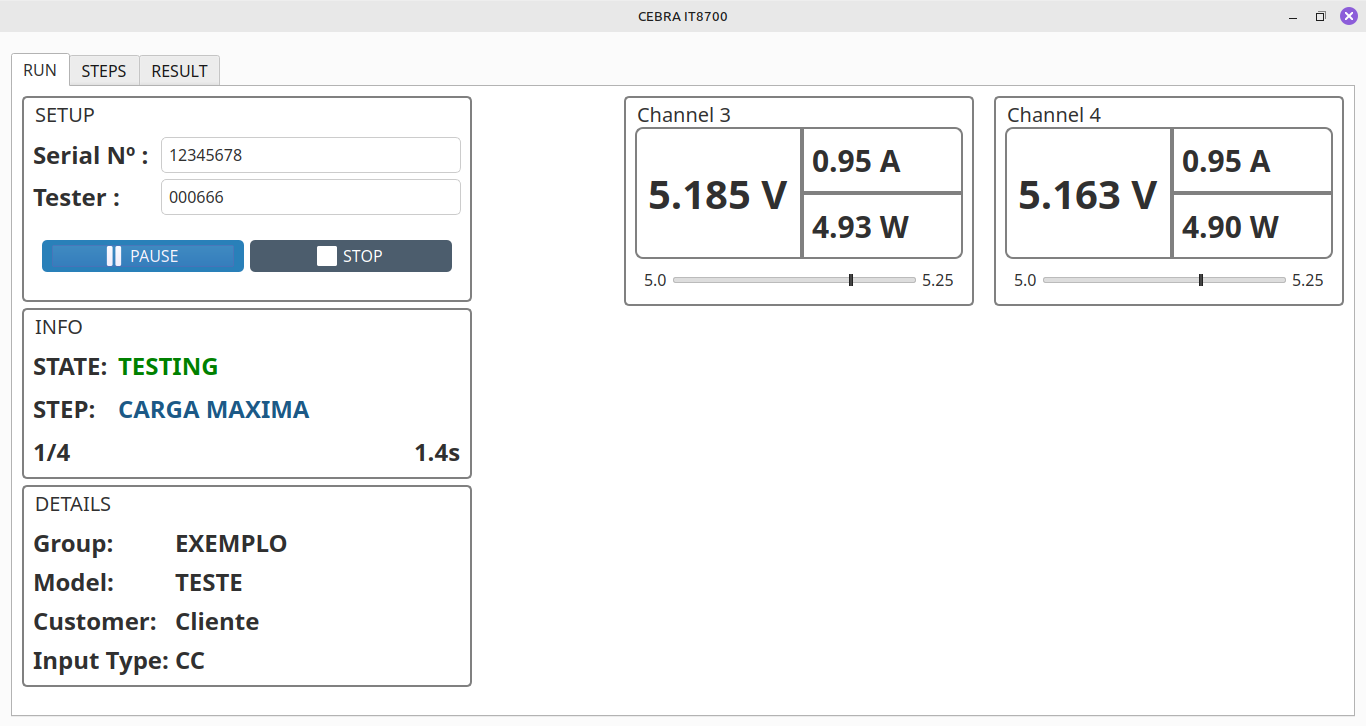 CEBRA IT8700
RUN STEPS RESULT
SETUP
Serial Nº : 12345678
Tester : 000666
PAUSE STOP
INFO
STATE: TESTING
STEP: CARGA MAXIMA
1/4 1.4s
DETAILS
Group: EXEMPLO
Model: TESTE
Customer: Cliente
Input Type: CC
Channel 3
5.185 V
0.95 A
4.93 W
5.0 5.25
Channel 4
5.163 V
0.95 A
4.90 W
5.0 5.25